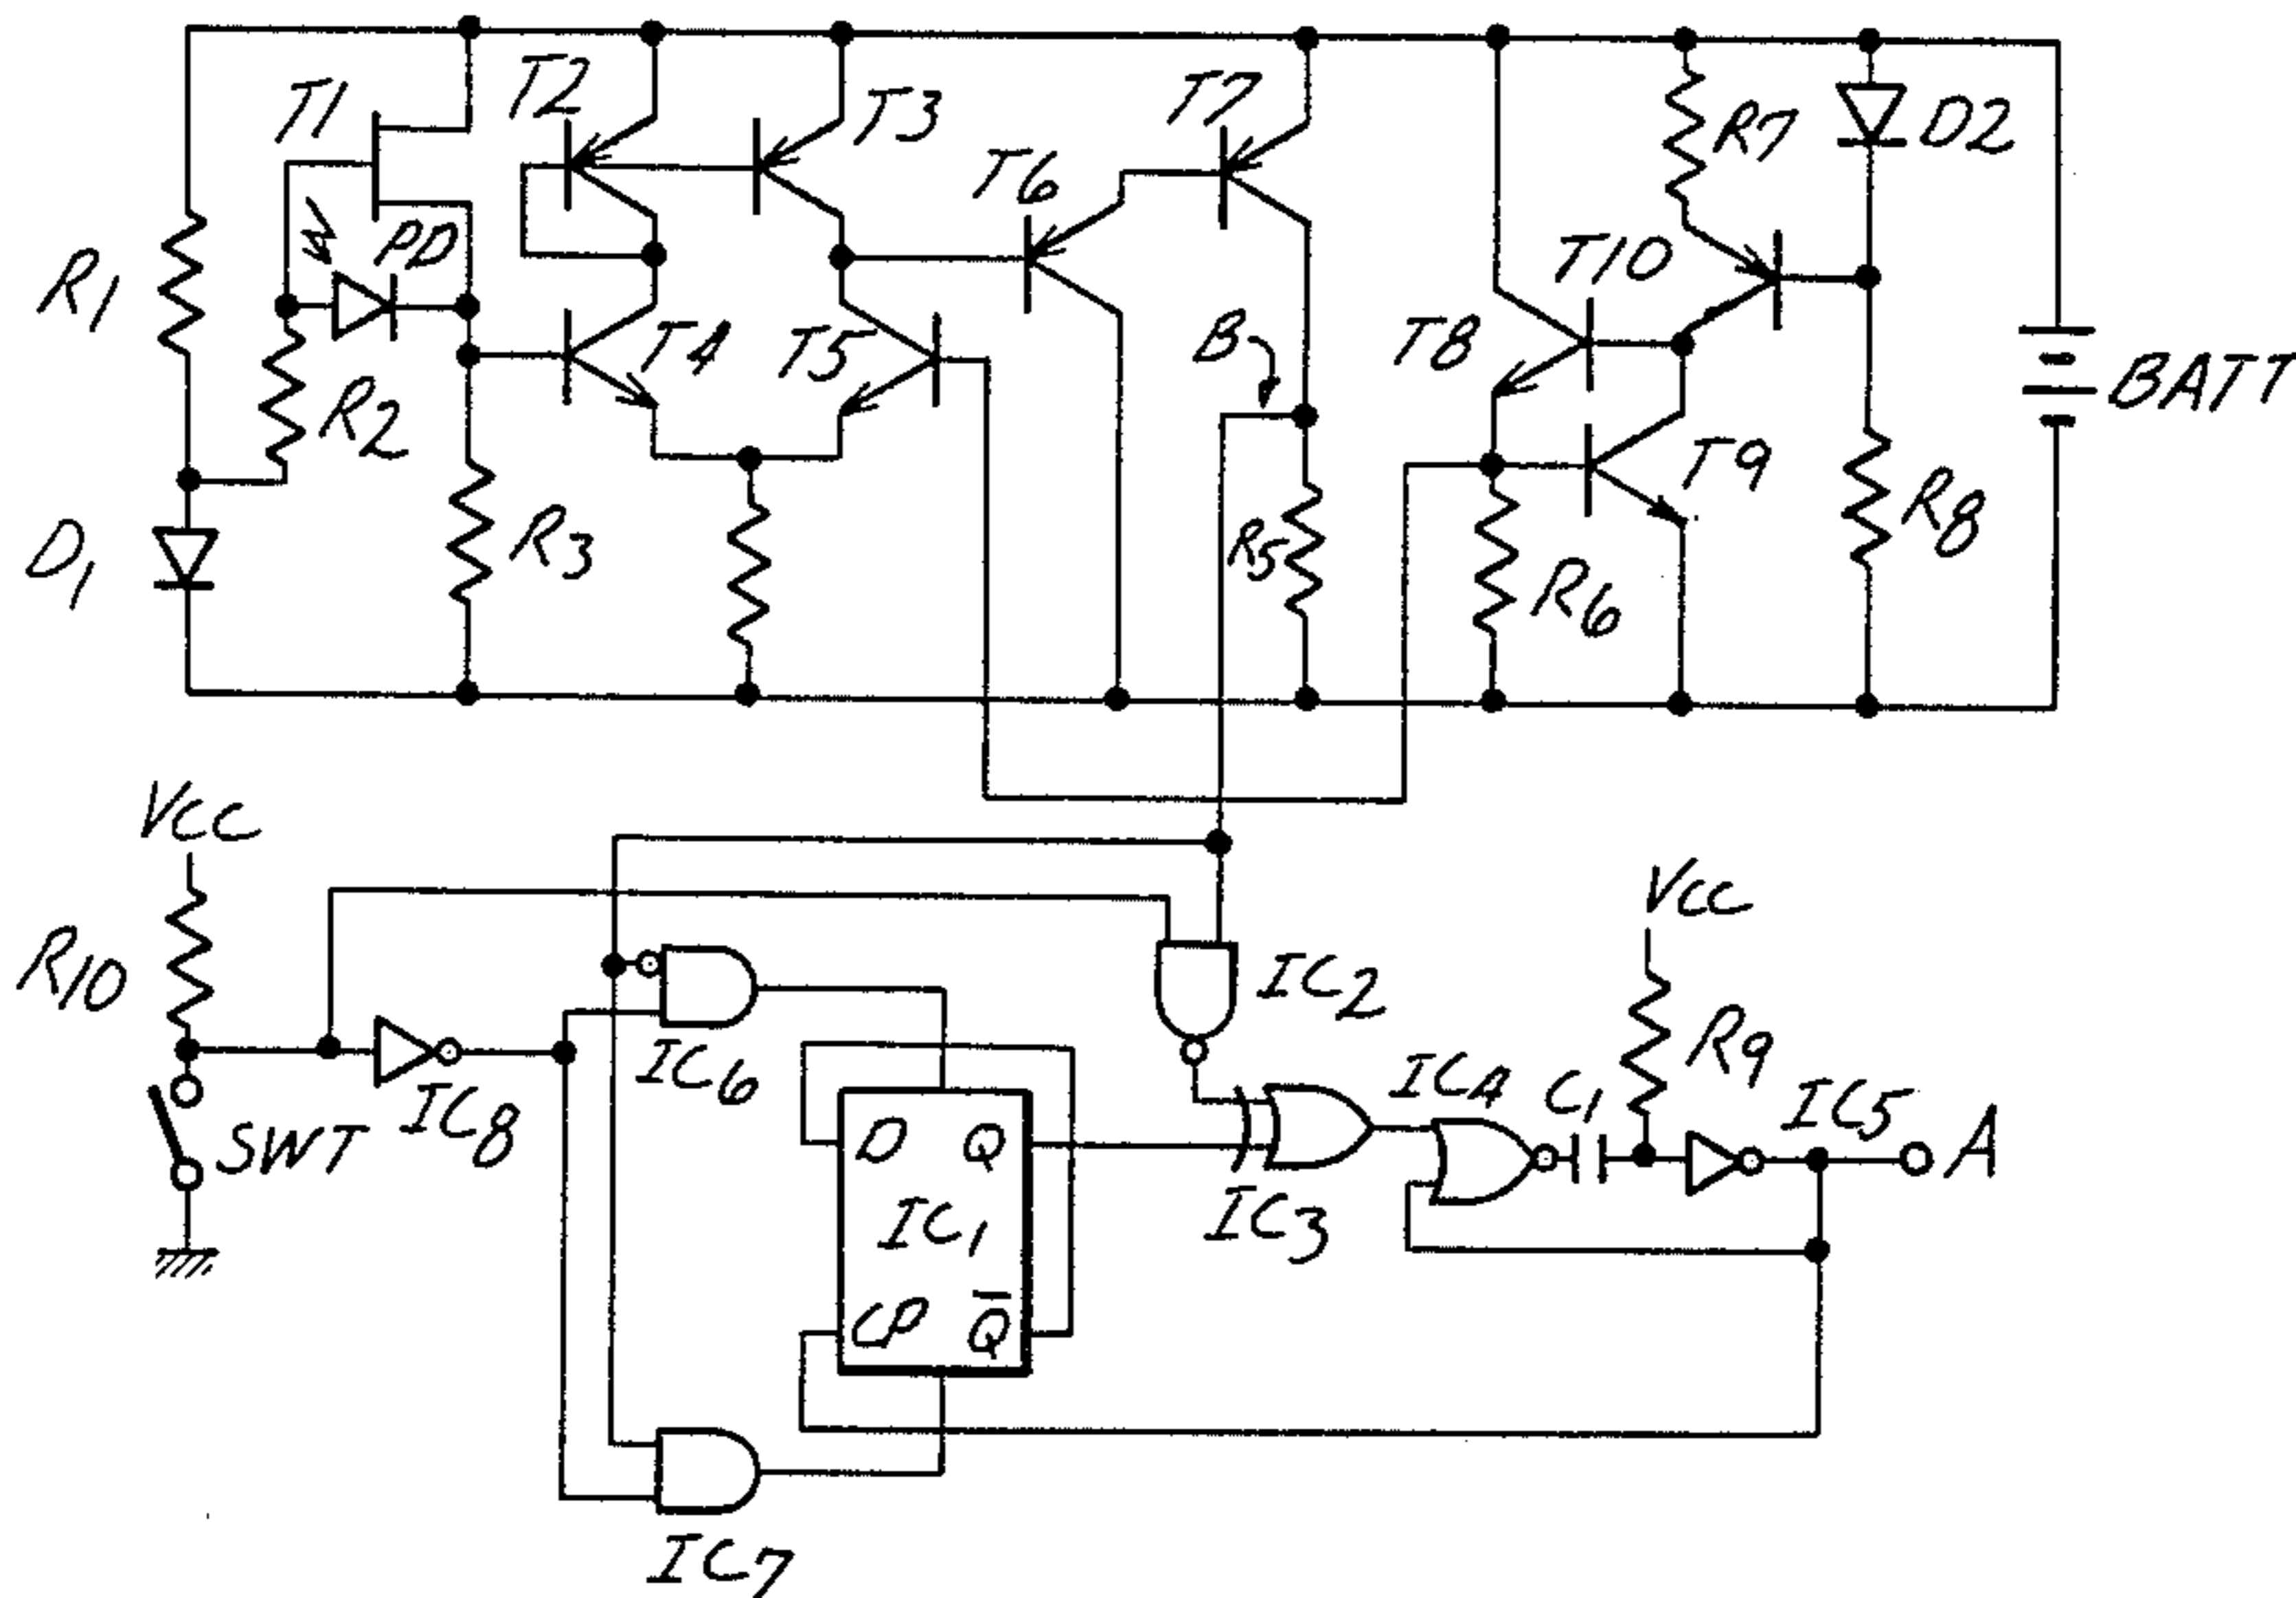 T1
T2
T3
T7
R7
D2
T6
PD
R1
T10
T4
T5
B
T8
BATT
R2
T9
R8
D1
R3
R5
R6
VCC
VCC
R10
IC2
R9
IC6
IC4
C1
IC5
A
SWT
IC8
D
Q
IC3
IC1
CP
Q̅
IC7